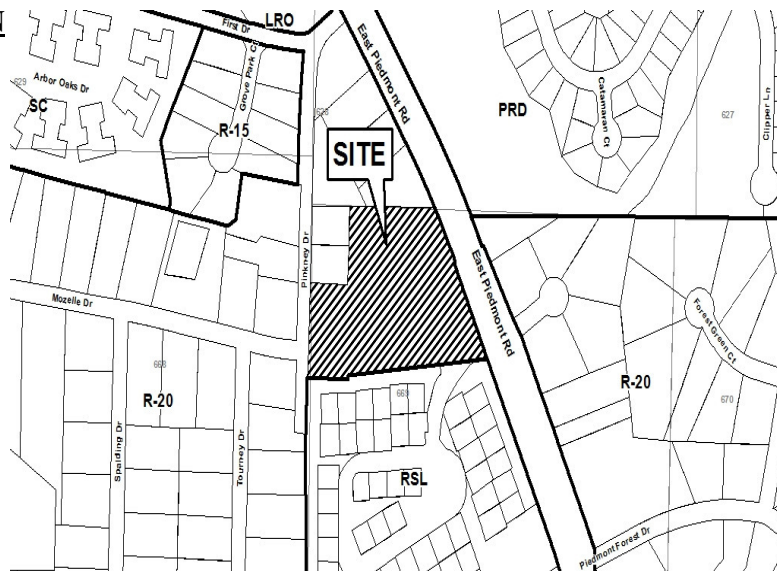 LRO
First Dr
East Piedmont Rd
Grove Park C
Arbor Oaks Dr
629
SC
R-15
628
SITE
PRD
Catamaran Ct
627
Clipper Ln
Pinkney Dr
East Piedmont Rd
Mozelle Dr
Forest Green Ct
668
R-20
669
R-20
670
Spalding Dr
Tourney Dr
RSL
Piedmont Forest Dr